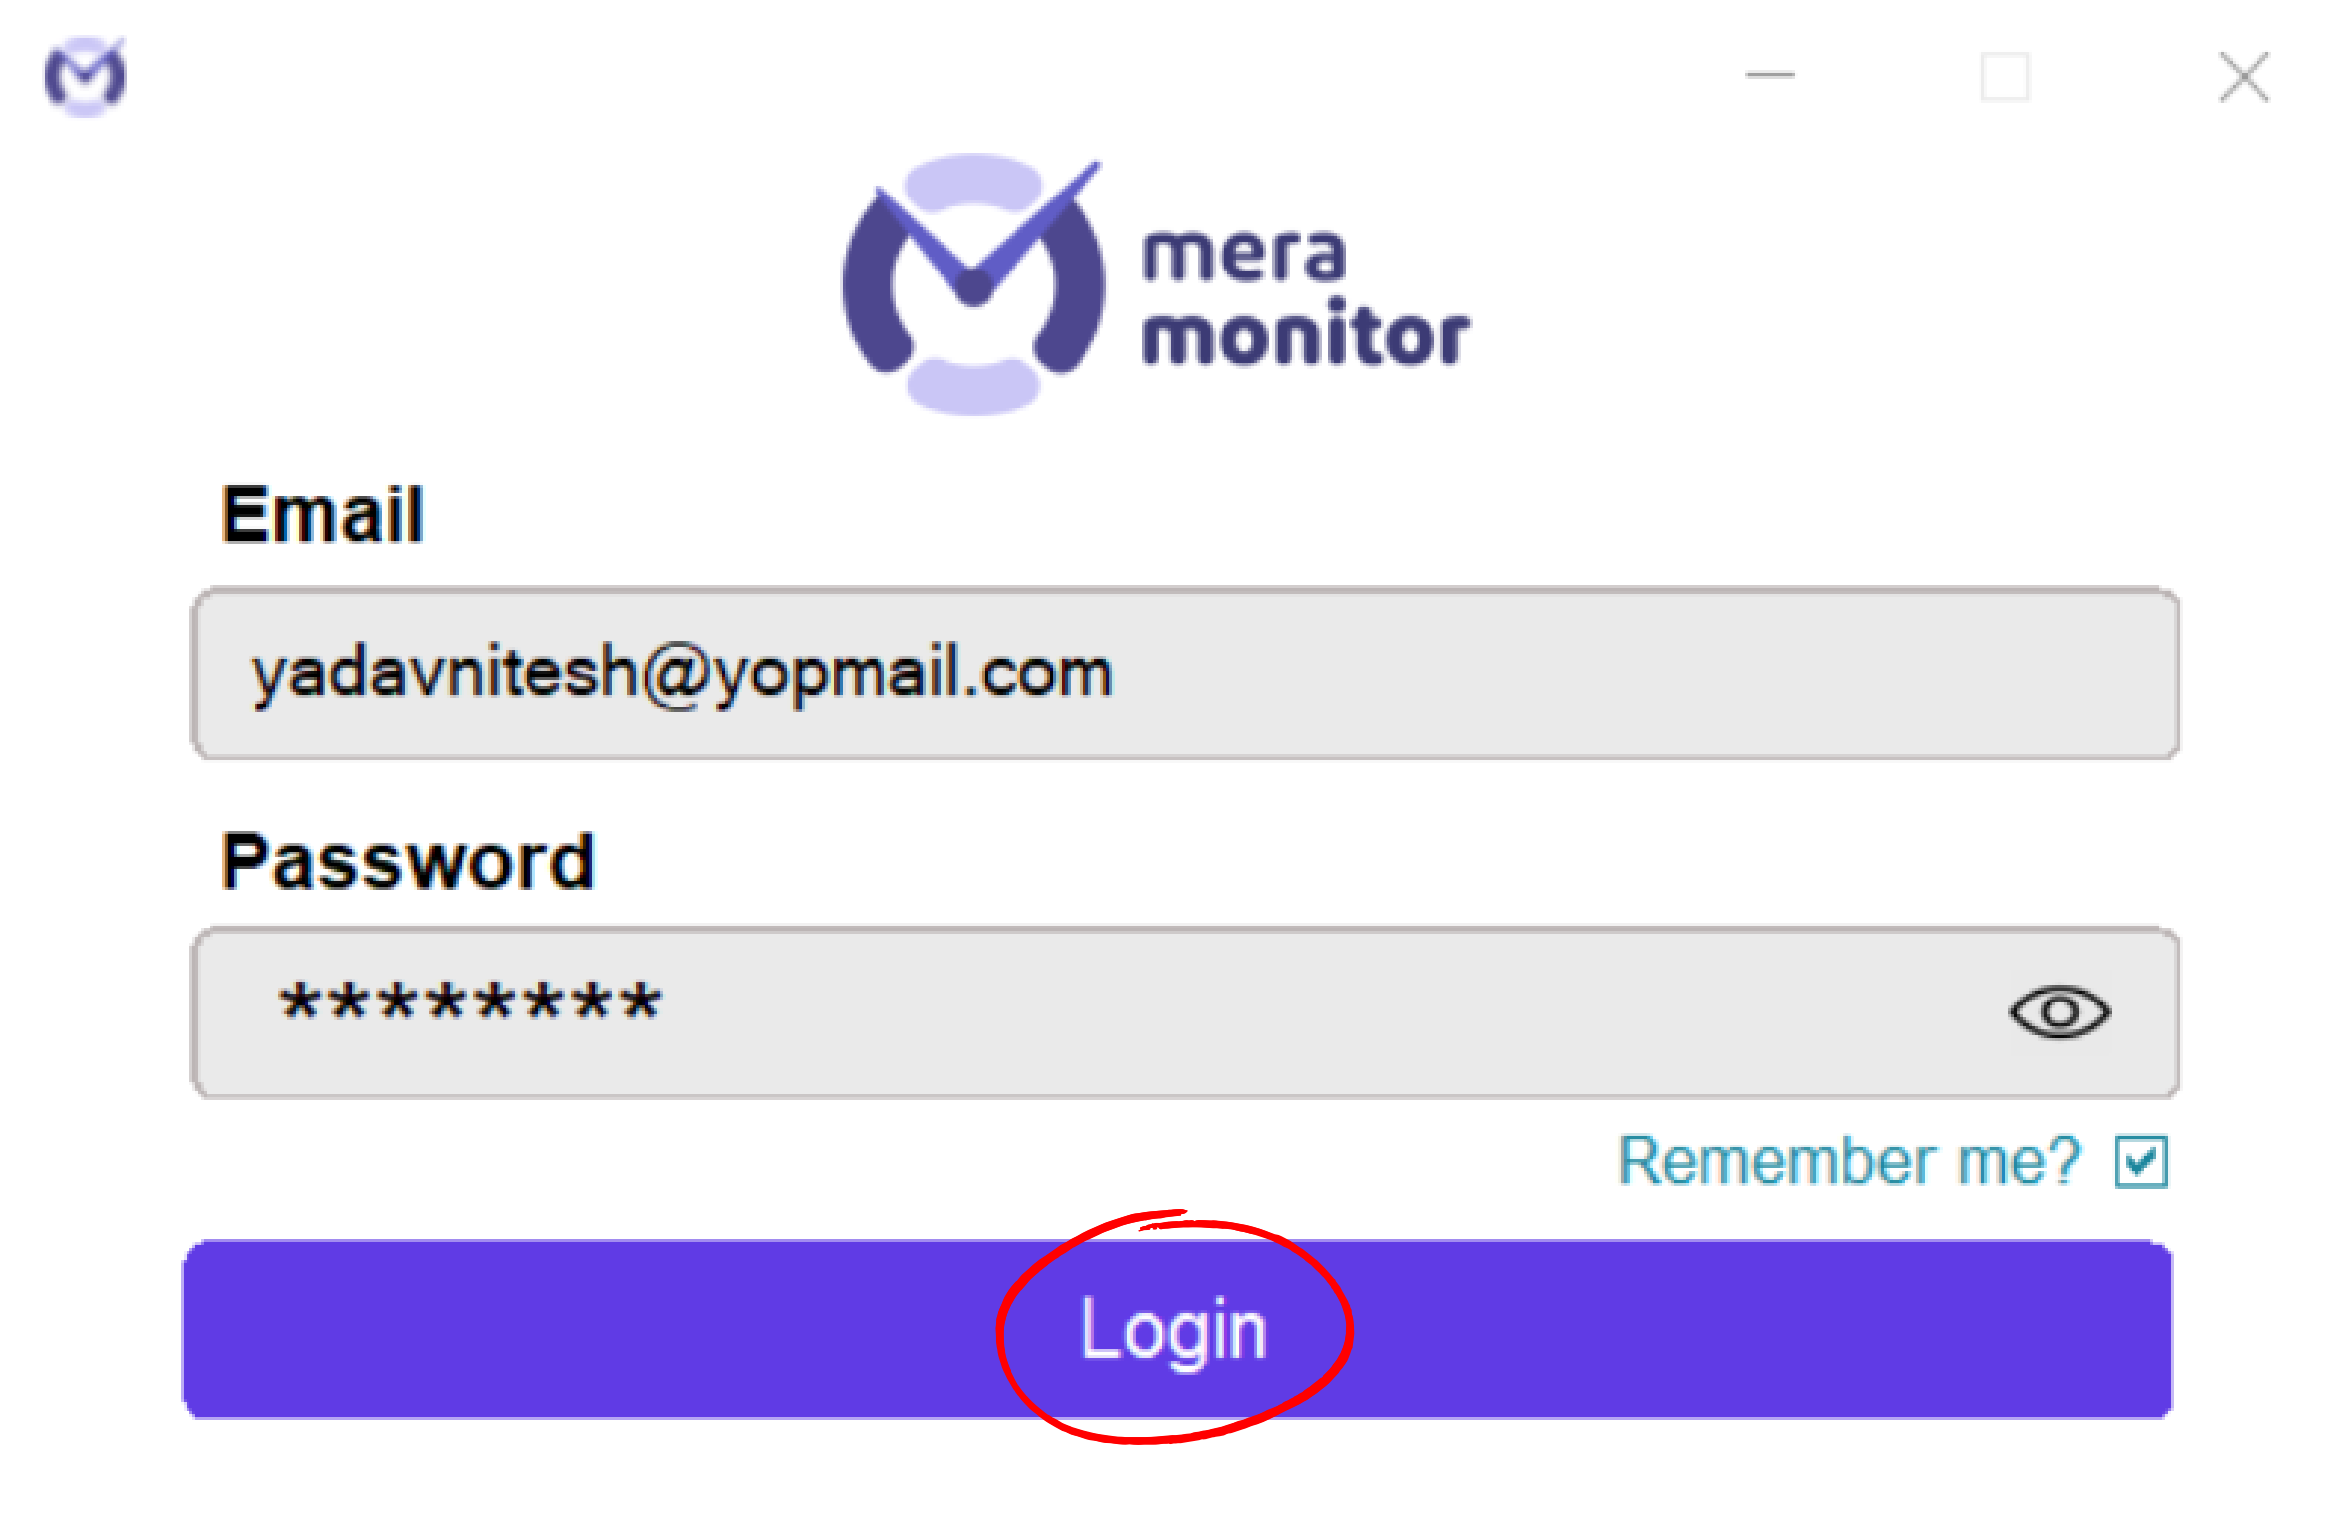 mera
monitor
Email
yadavnitesh@yopmail.com
Password
********
Remember me?
Login